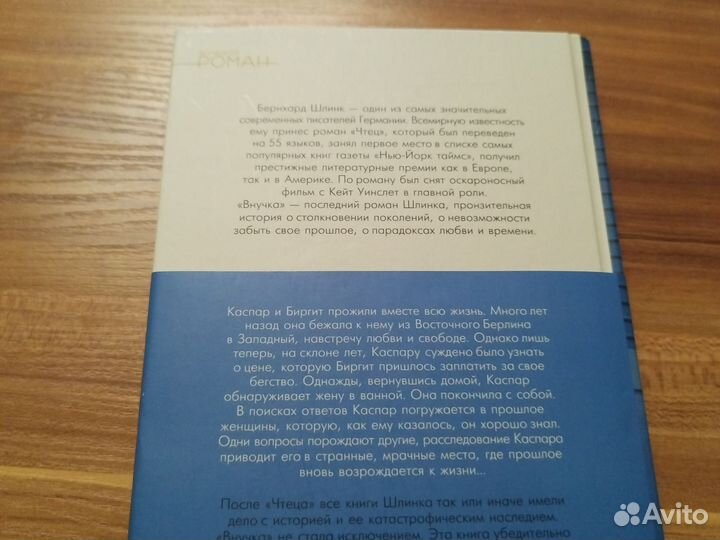 РОМАН
Бернхард Шлинк — один из самых значительных
современных писателей Германии. Всемирную известность
ему принес роман «Чтец», который был переведен
на 55 языков, занял первое место в списке самых
популярных книг газеты «Нью-Йорк таймс», получил
престижные литературные премии как в Европе,
так и в Америке. По роману был снят оскароносный
фильм с Кейт Уинслет в главной роли.
«Внучка» — последний роман Шлинка, пронзительная
история о столкновении поколений, о невозможности
забыть свое прошлое, о парадоксах любви и времени.
Каспар и Биргит прожили вместе всю жизнь. Много лет
назад она бежала к нему из Восточного Берлина
в Западный, навстречу любви и свободе. Однако лишь
теперь, на склоне лет, Каспару суждено было узнать
о цене, которую Биргит пришлось заплатить за свое
бегство. Однажды, вернувшись домой, Каспар
обнаруживает жену в ванной. Она покончила с собой.
В поисках ответов Каспар погружается в прошлое
женщины, которую, как ему казалось, он хорошо знал.
Одни вопросы порождают другие, расследование Каспара
приводит его в странные, мрачные места, где прошлое
вновь возрождается к жизни...
После «Чтеца» все книги Шлинка так или иначе имели
дело с историей и ее катастрофическим наследием.
«Внучка» не стала исключением. Эта книга убедительно
Avito